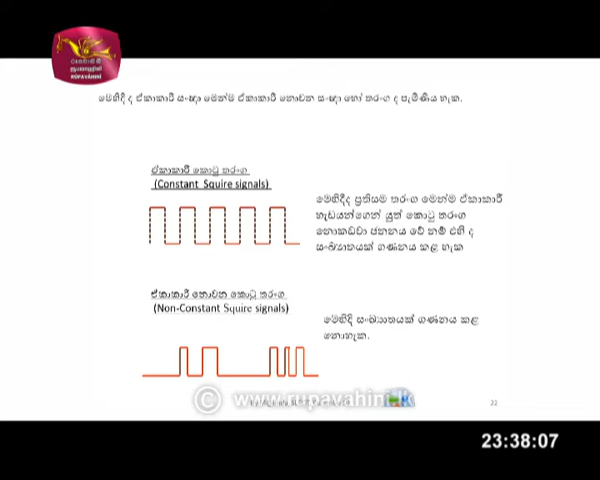 රූපවාහිනී
RUPAVAHINI
මෙහිදී ද ඒකාකාරී සංඥා මෙන්ම ඒකාකාරී නොවන සංඥා හෝ තරංග ද පැමිණිය හැක.
ඒකාකාරී කොටු තරංග
(Constant Squire signals)
මෙහිදීද ප්‍රතිසම තරංග මෙන්ම ඒකාකාරී
හැඩයන්ගෙන් යුත් කොටු තරංග
නොකඩවා ජනනය වේ නම් එහි ද
සංඛ්‍යාතයක් ගණනය කළ හැක
ඒකාකාරී නොවන කොටු තරංග
(Non-Constant Squire signals)
මෙහිදි සංඛ්‍යාතයක් ගණනය කළ
නොහැක.
© www.rupavahini.lk
22
23:38:07